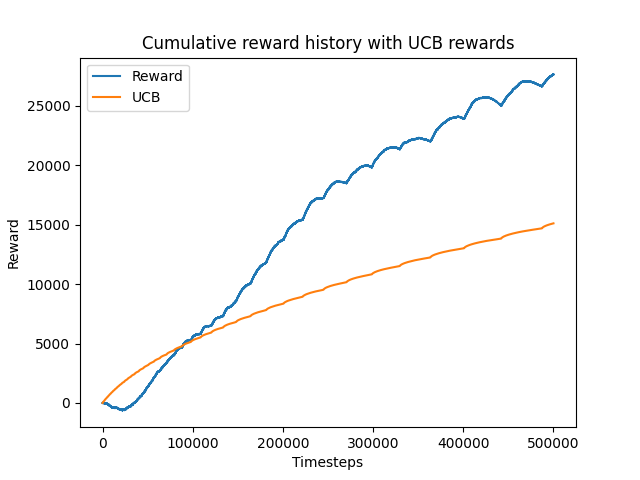 Cumulative reward history with UCB rewards
Reward
UCB
25000
20000
15000
10000
5000
0
Reward
0
100000
200000
300000
400000
500000
Timesteps